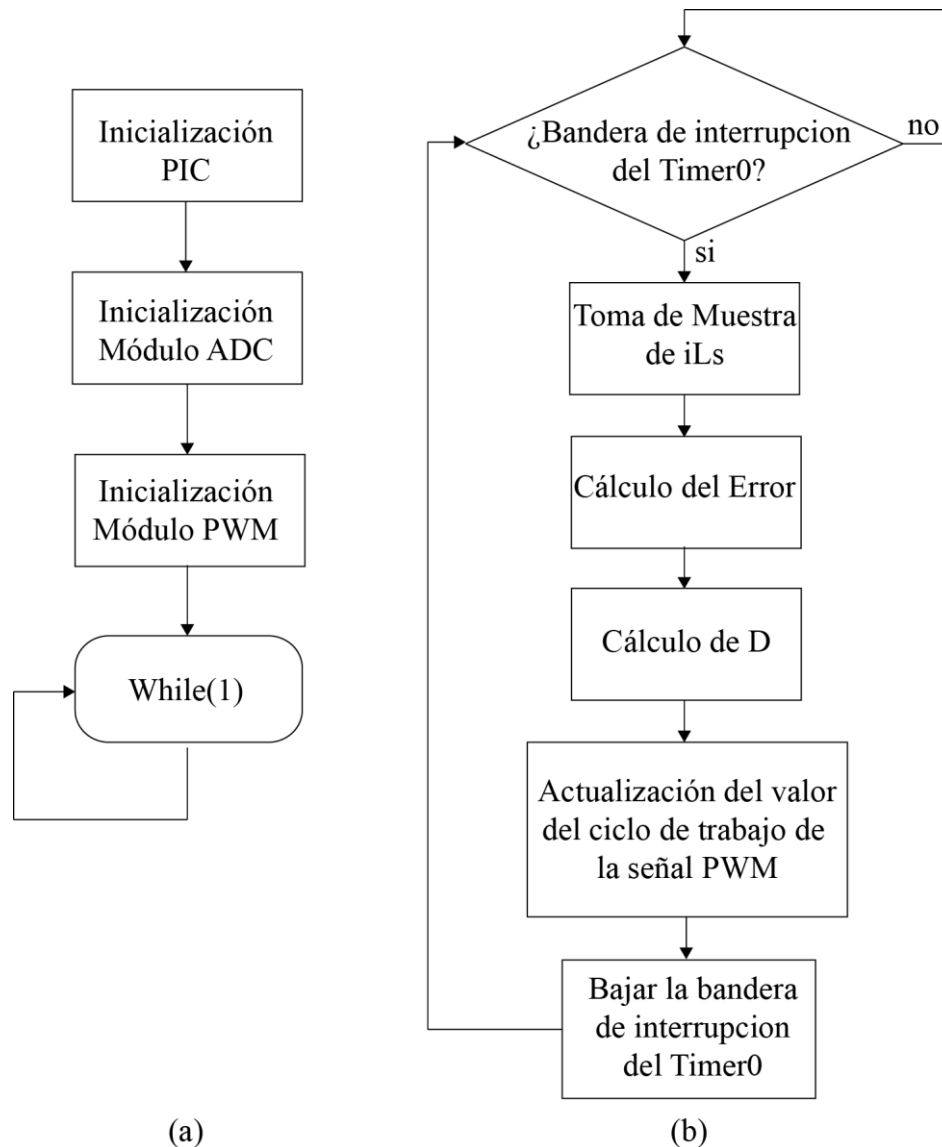 Inicialización
PIC
Inicialización
Módulo ADC
Inicialización
Módulo PWM
While(1)
(a)
¿Bandera de interrupcion
del Timer0?
no
si
Toma de Muestra
de iLs
Cálculo del Error
Cálculo de D
Actualización del valor
del ciclo de trabajo de
la señal PWM
Bajar la bandera
de interrupcion
del Timer0
(b)